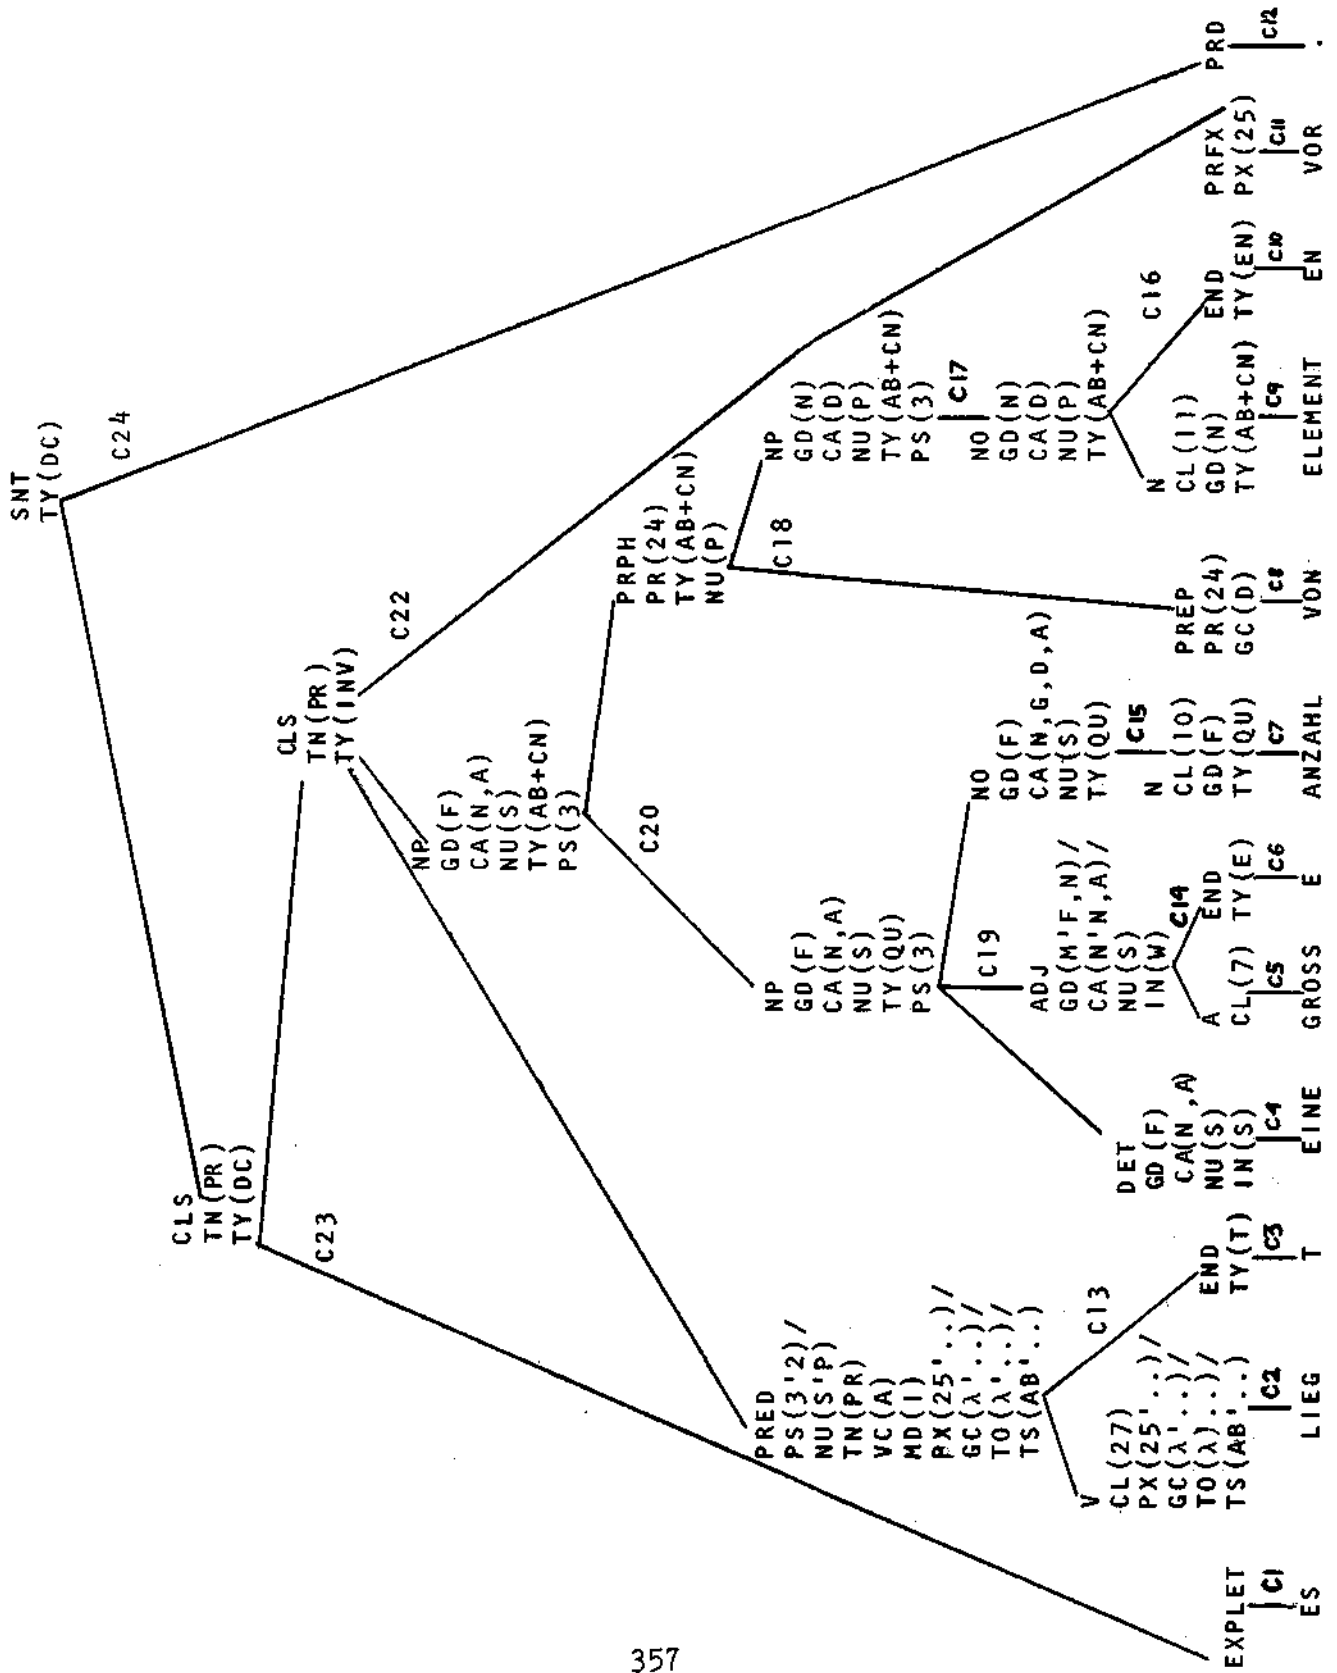 SNT
TY(DC)
C24
CLS
TN(PR)
TY(DC)
C23
CLS
TN(PR)
TY(INV)
C22
NP
GD(F)
CA(N,A)
NU(S)
TY(AB+CN)
PS(3)
C20
PRPH
PR(24)
TY(AB+CN)
NU(P)
C18
PRED
PS(3'2)/
NU(S'P)
TN(PR)
VC(A)
MD(I)
PX(25'..)/
GC(λ'..)/
TO(λ'..)/
TS(AB'..)
C13
NP
GD(F)
CA(N,A)
NU(S)
TY(QU)
PS(3)
C19
NP
GD(N)
CA(D)
NU(P)
TY(AB+CN)
PS(3)
C17
NO
GD(N)
CA(D)
NU(P)
TY(AB+CN)
C16
ADJ
GD(M'F,N)/
CA(N'N,A)/
NU(S)
IN(W)
C14
NO
GD(F)
CA(N,G,D,A)
NU(S)
TY(QU)
C15
EXPLET
C1
ES
V
CL(27)
PX(25'..)/
GC(λ'..)/
TO(λ)..)/
TS(AB'..)
C2
LIEG
END
TY(T)
C3
T
DET
GD(F)
CA(N,A)
NU(S)
IN(S)
C4
EINE
A
CL(7)
C5
GROSS
END
TY(E)
C6
E
N
CL(10)
GD(F)
TY(QU)
C7
ANZAHL
PREP
PR(24)
GC(D)
C8
VON
N
CL(11)
GD(N)
TY(AB+CN)
C9
ELEMENT
END
TY(EN)
C10
EN
PRFX
PX(25)
C11
VOR
PRD
C12
.
357